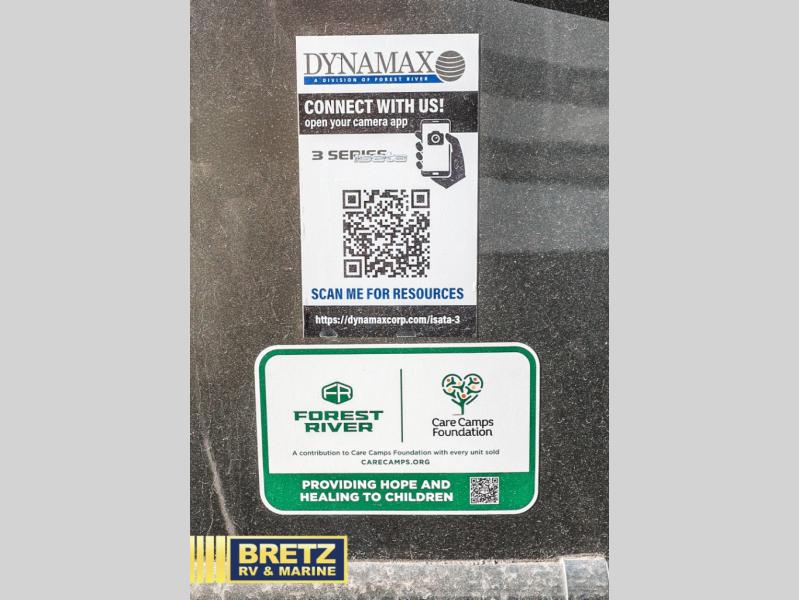 DYNAMAX
A DIVISION OF FOREST RIVER
CONNECT WITH US!
open your camera app
3 SERIES isata
SCAN ME FOR RESOURCES
https://dynamaxcorp.com/isata-3
FR
FOREST
RIVER
Care Camps
Foundation
A contribution to Care Camps Foundation with every unit sold
CARECAMPS.ORG
PROVIDING HOPE AND
HEALING TO CHILDREN
BRETZ
RV & MARINE